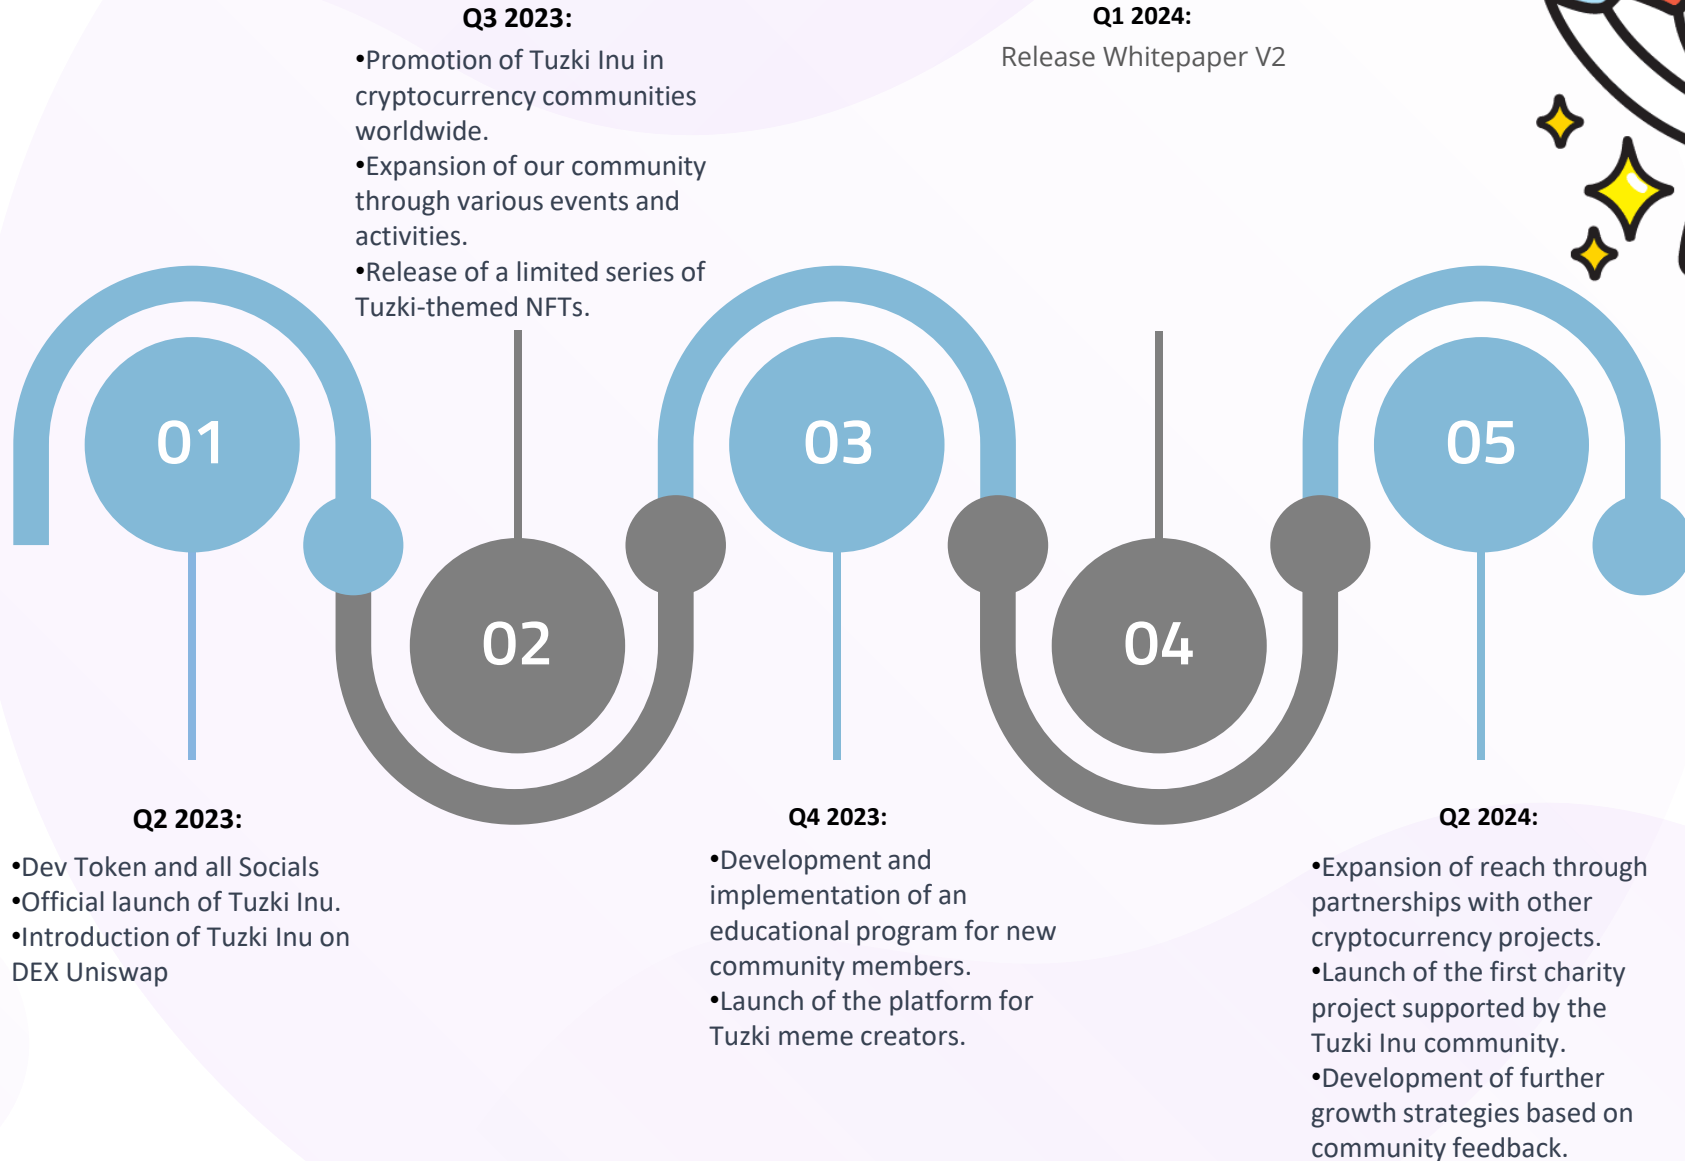 Q3 2023:
•Promotion of Tuzki Inu in
cryptocurrency communities
worldwide.
•Expansion of our community
through various events and
activities.
•Release of a limited series of
Tuzki-themed NFTs.
Q1 2024:
Release Whitepaper V2
01
02
03
04
05
Q2 2023:
•Dev Token and all Socials
•Official launch of Tuzki Inu.
•Introduction of Tuzki Inu on
DEX Uniswap
Q4 2023:
•Development and
implementation of an
educational program for new
community members.
•Launch of the platform for
Tuzki meme creators.
Q2 2024:
•Expansion of reach through
partnerships with other
cryptocurrency projects.
•Launch of the first charity
project supported by the
Tuzki Inu community.
•Development of further
growth strategies based on
community feedback.